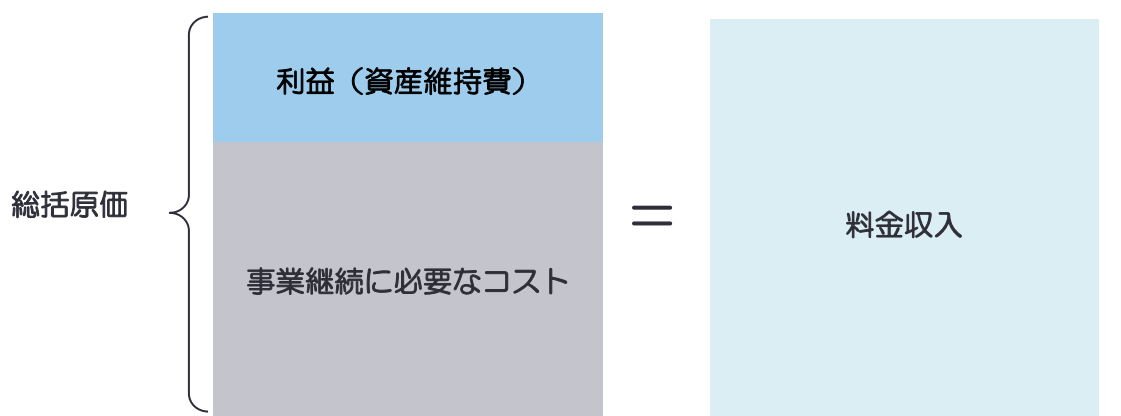 利益（資産維持費）
総括原価
事業継続に必要なコスト
＝
料金収入